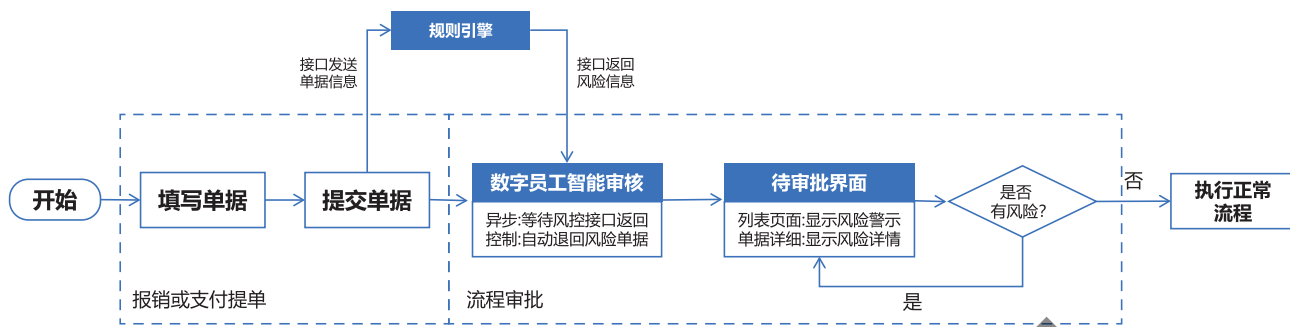 规则引擎
接口发送
单据信息
接口返回
风险信息
开始
填写单据
提交单据
数字员工智能审核
异步:等待风控接口返回
控制:自动退回风险单据
待审批界面
列表页面:显示风险警示
单据详细:显示风险详情
是否
有风险?
否
执行正常
流程
是
报销或支付提单
流程审批